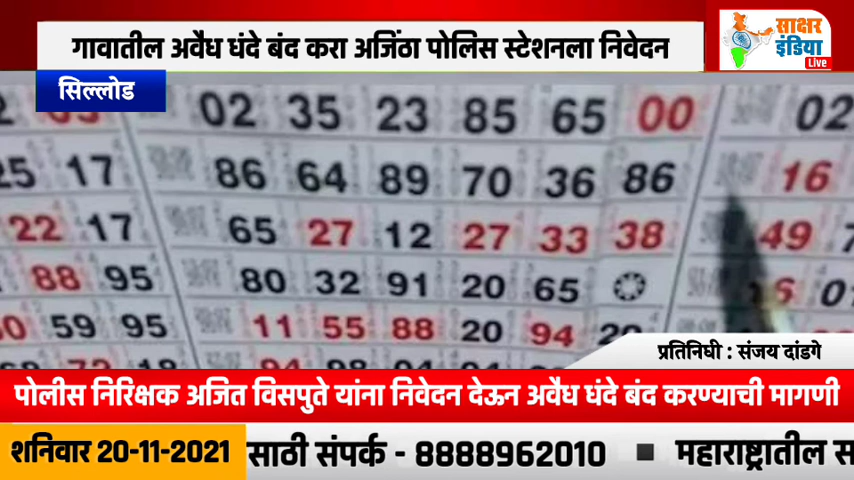 गावातील अवैध धंदे बंद करा अजिंठा पोलिस स्टेशनला निवेदन
साक्षर
इंडिया
Live
सिल्लोड
02 35 23 85 65 00 02
25 17 86 64 89 70 36 86 16
22 17 65 27 12 27 33 38 49
88 95 80 32 91 20 65
59 95 11 55 88 20 94
प्रतिनिधी : संजय दांडगे
पोलीस निरिक्षक अजित विसपुते यांना निवेदन देऊन अवैध धंदे बंद करण्याची मागणी
शनिवार 20-11-2021 साठी संपर्क - 8888962010 ■ महाराष्ट्रातील स